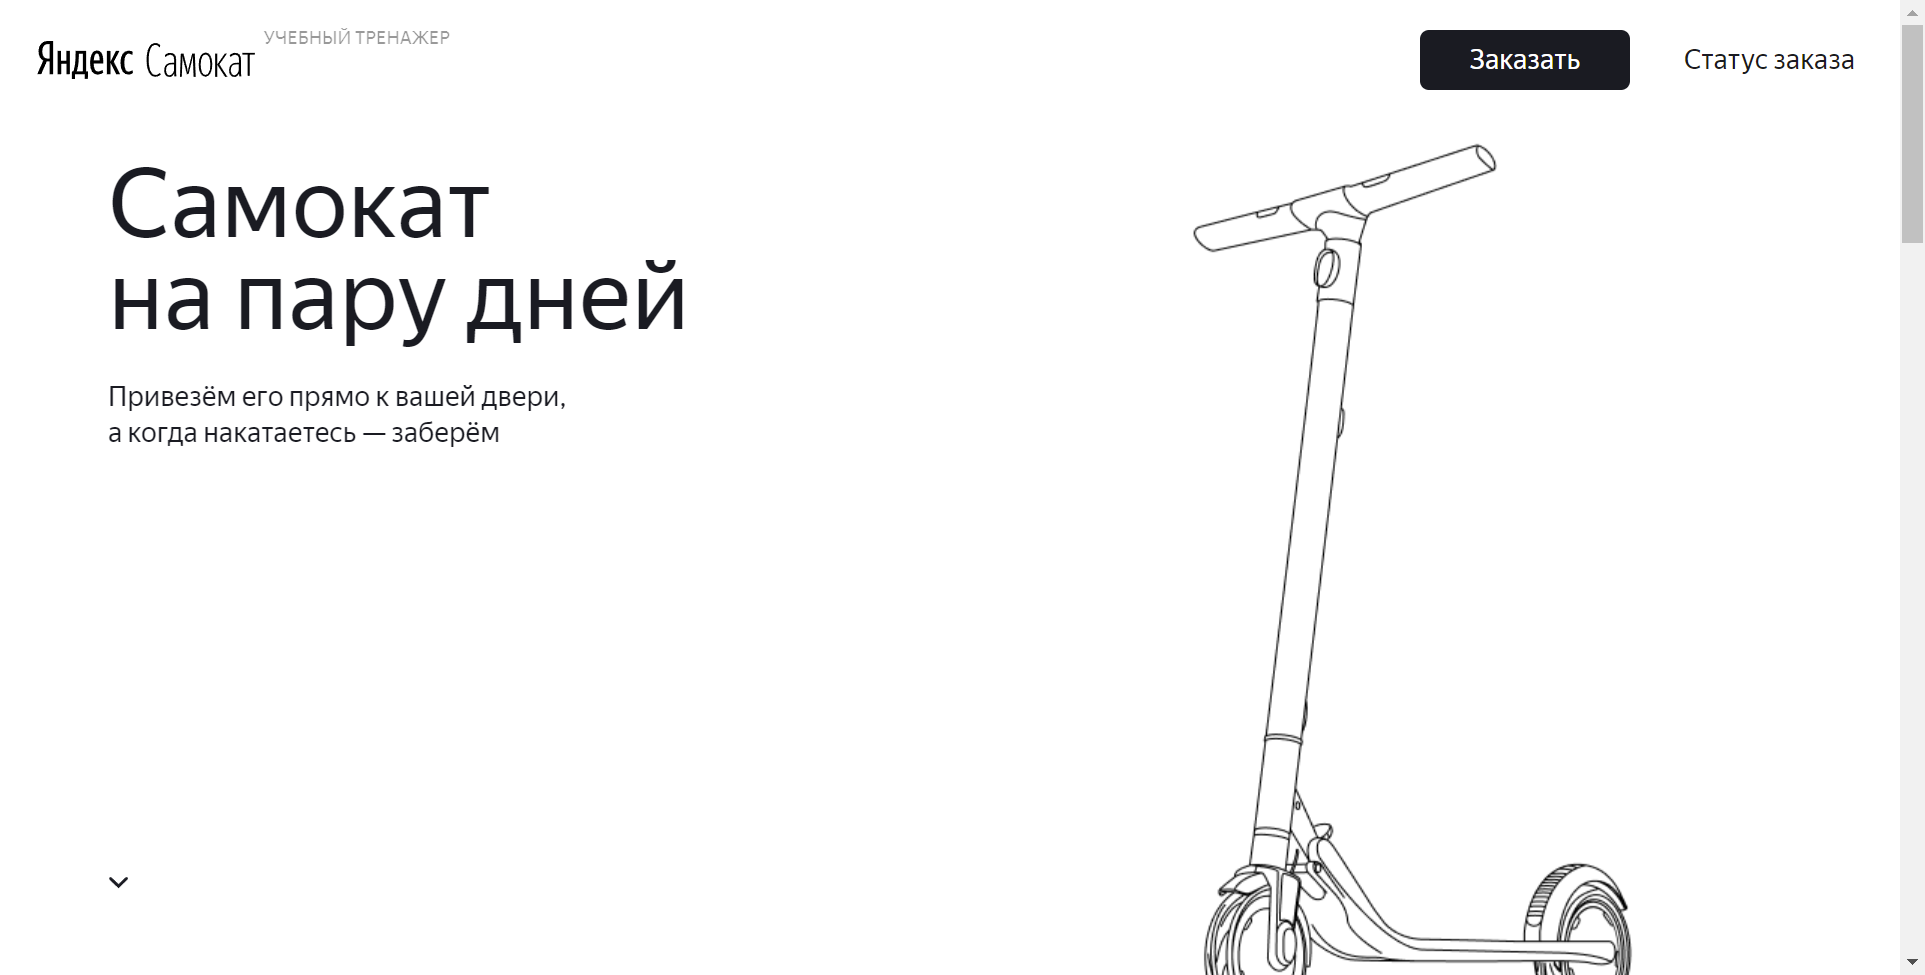 Яндекс Самокат
УЧЕБНЫЙ ТРЕНАЖЕР
Заказать
Статус заказа
Самокат
на пару дней
Привезём его прямо к вашей двери,
а когда накатаетесь — заберём